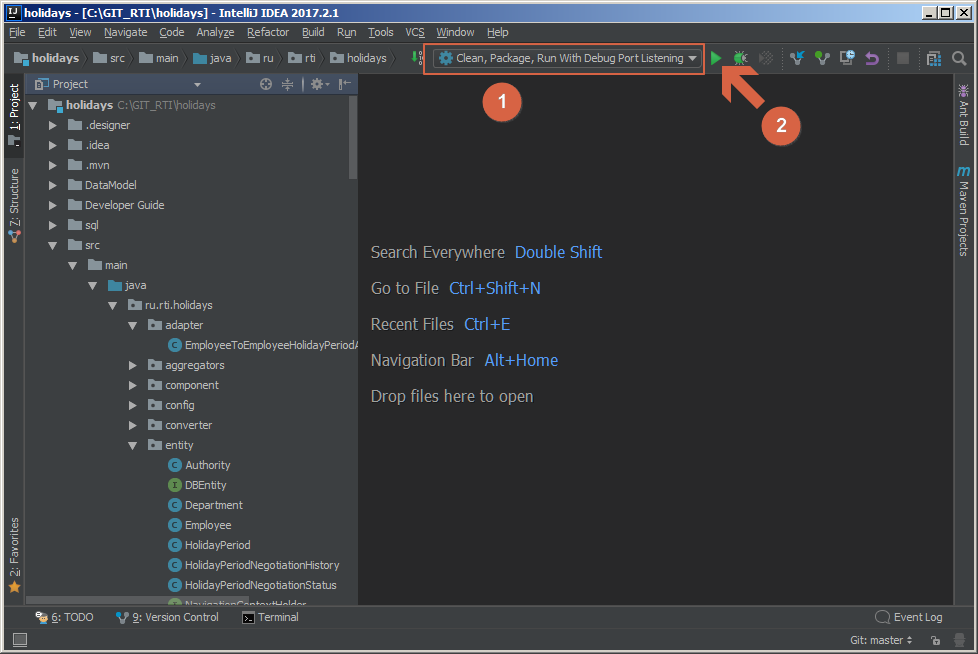 holidays - [C:\GIT_RTI\holidays] - IntelliJ IDEA 2017.2.1
File Edit View Navigate Code Analyze Refactor Build Run Tools VCS Window Help
holidays src main java ru rti holidays Clean, Package, Run With Debug Port Listening
1
2
1: Project
7: Structure
2: Favorites
Project
holidays C:\GIT_RTI\holidays
.designer
.idea
.mvn
DataModel
Developer Guide
sql
src
main
java
ru.rti.holidays
adapter
EmployeeToEmployeeHolidayPeriodA
aggregators
component
config
converter
entity
Authority
DBEntity
Department
Employee
HolidayPeriod
HolidayPeriodNegotiationHistory
HolidayPeriodNegotiationStatus
NavigationContextHolder
Search Everywhere Double Shift
Go to File Ctrl+Shift+N
Recent Files Ctrl+E
Navigation Bar Alt+Home
Drop files here to open
Ant Build
Maven Projects
6: TODO 9: Version Control Terminal Event Log
Git: master